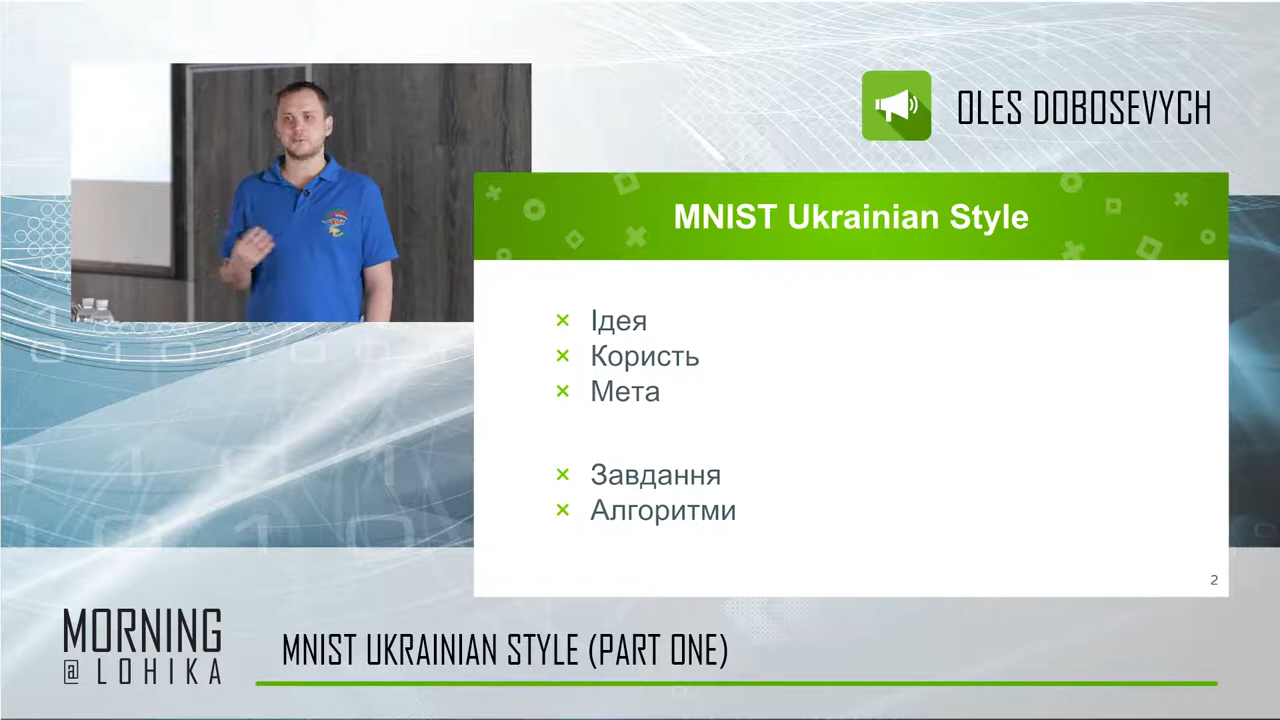 OLES DOBOSEVYCH
MNIST Ukrainian Style
× Ідея
× Користь
× Мета
× Завдання
× Алгоритми
2
MORNING
@ LOHIKA
MNIST UKRAINIAN STYLE (PART ONE)